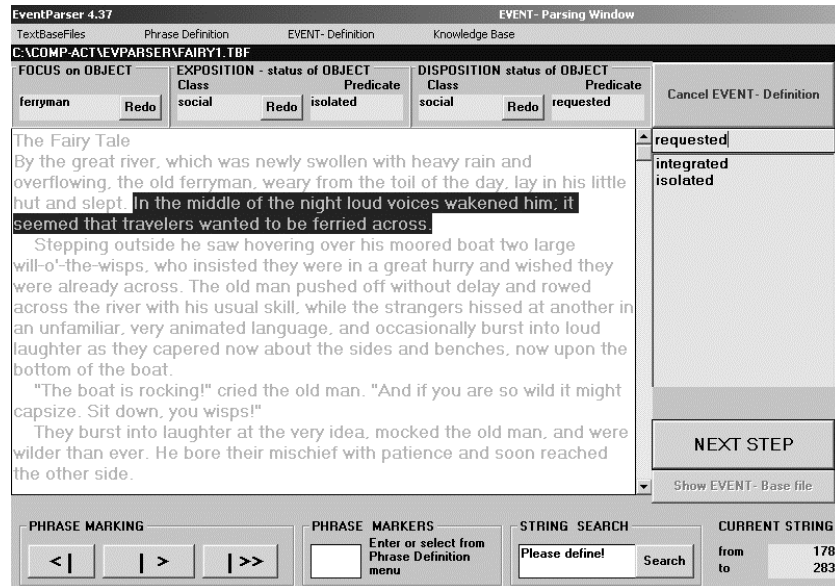 EventParser 4.37 EVENT- Parsing Window
TextBaseFiles Phrase Definition EVENT- Definition Knowledge Base
C:\COMP-ACT\EVPARSER\FAIRY1.TBF
FOCUS on OBJECT EXPOSITION - status of OBJECT DISPOSITION status of OBJECT
Class Predicate Class Predicate
ferryman Redo social Redo isolated social Redo requested
Cancel EVENT- Definition
requested
integrated
isolated
The Fairy Tale
By the great river, which was newly swollen with heavy rain and
overflowing, the old ferryman, weary from the toil of the day, lay in his little
hut and slept. In the middle of the night loud voices wakened him; it
seemed that travelers wanted to be ferried across.
Stepping outside he saw hovering over his moored boat two large
will-o'-the-wisps, who insisted they were in a great hurry and wished they
were already across. The old man pushed off without delay and rowed
across the river with his usual skill, while the strangers hissed at another in
an unfamiliar, very animated language, and occasionally burst into loud
laughter as they capered now about the sides and benches, now upon the
bottom of the boat.
"The boat is rocking!" cried the old man. "And if you are so wild it might
capsize. Sit down, you wisps!"
They burst into laughter at the very idea, mocked the old man, and were
wilder than ever. He bore their mischief with patience and soon reached
the other side.
NEXT STEP
Show EVENT- Base file
PHRASE MARKING PHRASE MARKERS STRING SEARCH CURRENT STRING
<| | > |>>
Enter or select from
Phrase Definition
menu
Please define! Search
from 178
to 283